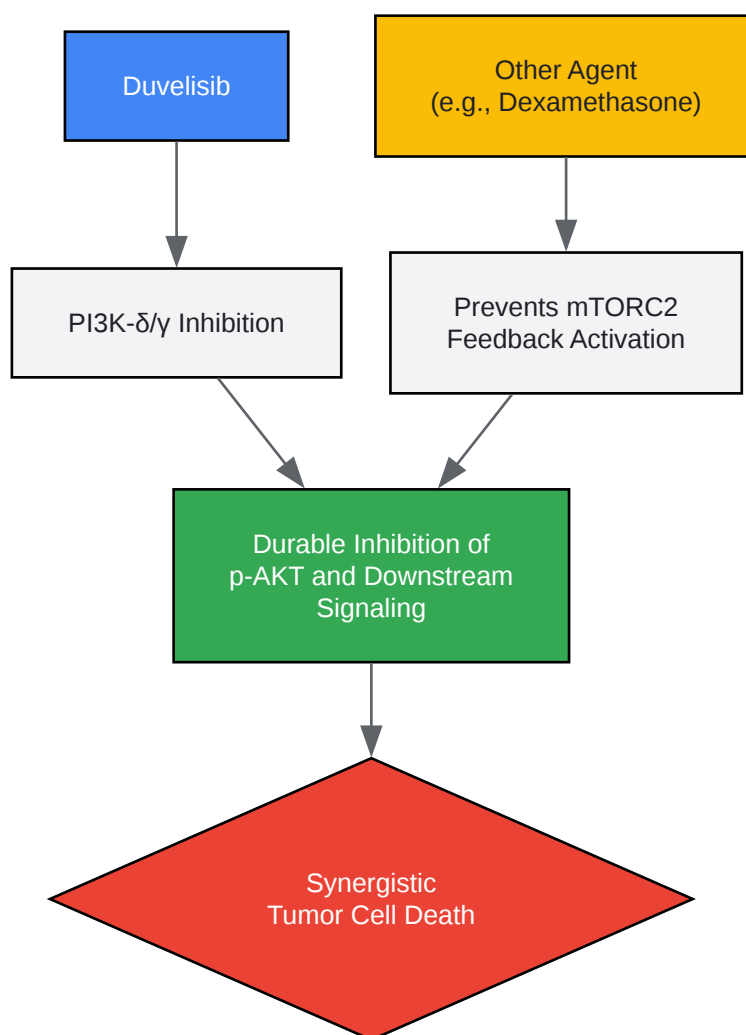 Duvelisib
Other Agent
(e.g., Dexamethasone)
PI3K-δ/γ Inhibition
Prevents mTORC2
Feedback Activation
Durable Inhibition of
p-AKT and Downstream
Signaling
Synergistic
Tumor Cell Death